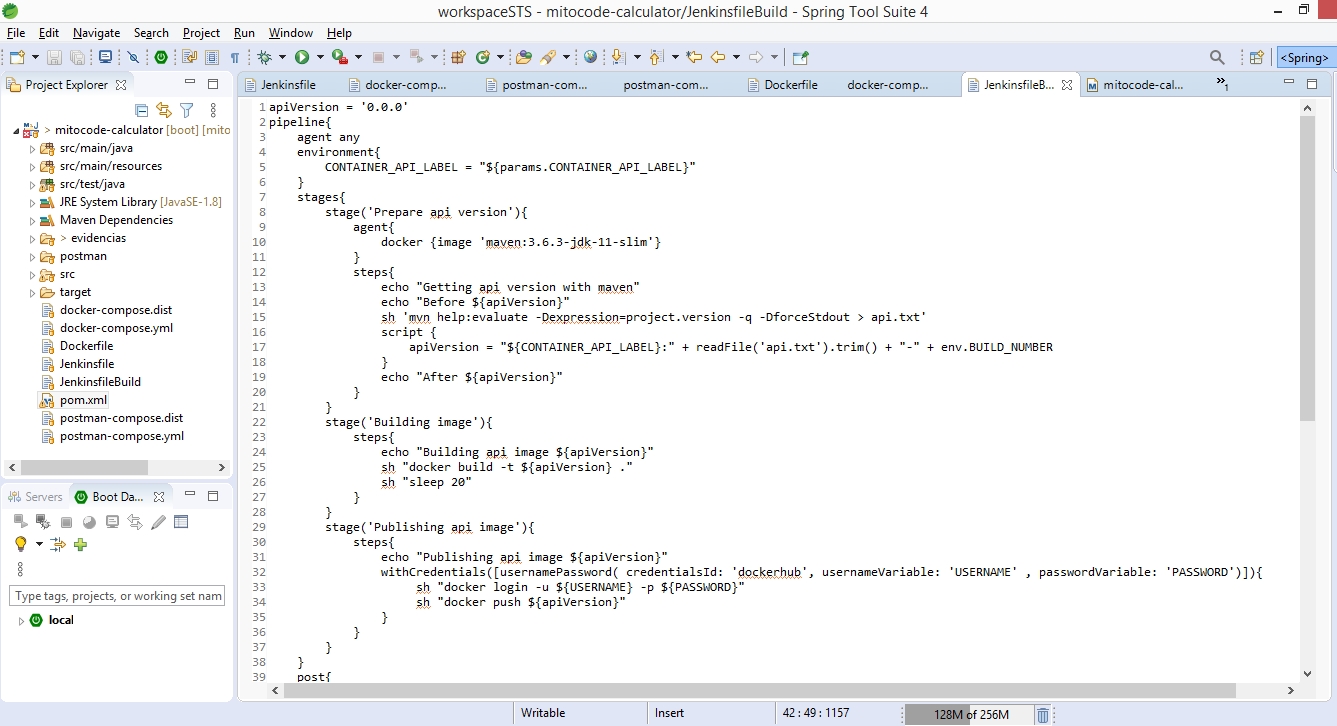 workspaceSTS - mitocode-calculator/JenkinsfileBuild - Spring Tool Suite 4
File Edit Navigate Search Project Run Window Help
<Spring>
Project Explorer
Jenkinsfile
docker-comp...
postman-com...
postman-com...
Dockerfile
docker-comp...
JenkinsfileB...
mitocode-cal...
»1
> mitocode-calculator [boot] [mito
src/main/java
src/main/resources
src/test/java
JRE System Library [JavaSE-1.8]
Maven Dependencies
> evidencias
postman
src
target
docker-compose.dist
docker-compose.yml
Dockerfile
Jenkinsfile
JenkinsfileBuild
pom.xml
postman-compose.dist
postman-compose.yml
Servers
Boot Da...
Type tags, projects, or working set nam
local
1 apiVersion = '0.0.0'
2 pipeline{
3     agent any
4     environment{
5         CONTAINER_API_LABEL = "${params.CONTAINER_API_LABEL}"
6     }
7     stages{
8         stage('Prepare api version'){
9             agent{
10                 docker {image 'maven:3.6.3-jdk-11-slim'}
11             }
12             steps{
13                 echo "Getting api version with maven"
14                 echo "Before ${apiVersion}"
15                 sh 'mvn help:evaluate -Dexpression=project.version -q -DforceStdout > api.txt'
16                 script {
17                     apiVersion = "${CONTAINER_API_LABEL}:" + readFile('api.txt').trim() + "-" + env.BUILD_NUMBER
18                 }
19                 echo "After ${apiVersion}"
20             }
21         }
22         stage('Building image'){
23             steps{
24                 echo "Building api image ${apiVersion}"
25                 sh "docker build -t ${apiVersion} ."
26                 sh "sleep 20"
27             }
28         }
29         stage('Publishing api image'){
30             steps{
31                 echo "Publishing api image ${apiVersion}"
32                 withCredentials([usernamePassword( credentialsId: 'dockerhub', usernameVariable: 'USERNAME' , passwordVariable: 'PASSWORD')]){
33                      sh "docker login -u ${USERNAME} -p ${PASSWORD}"
34                      sh "docker push ${apiVersion}"
35                 }
36             }
37         }
38     }
39     post{
Writable
Insert
42 : 49 : 1157
128M of 256M